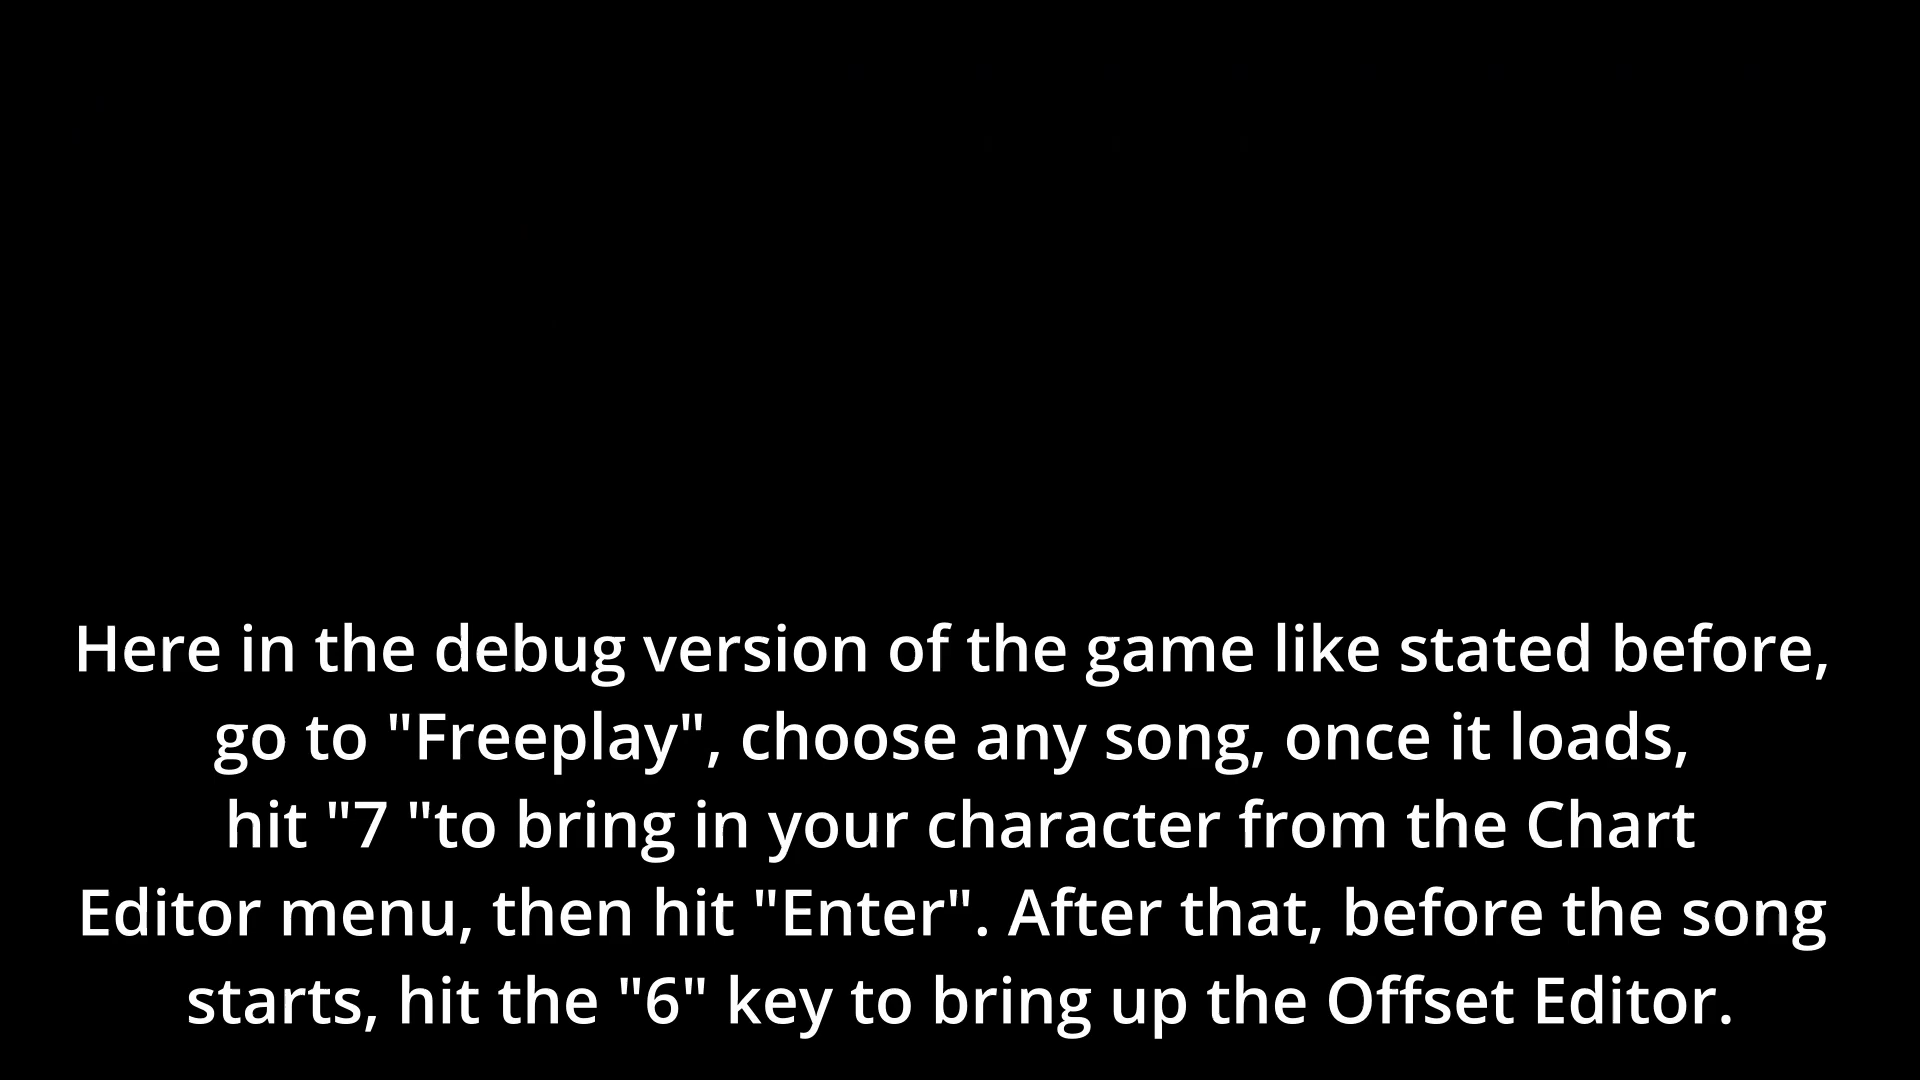 Here in the debug version of the game like stated before,
go to "Freeplay", choose any song, once it loads,
hit "7 "to bring in your character from the Chart
Editor menu, then hit "Enter". After that, before the song
starts, hit the "6" key to bring up the Offset Editor.